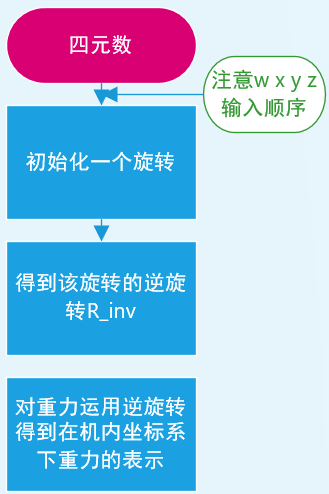 四元数
注意w x y z
输入顺序
初始化一个旋转
得到该旋转的逆旋
转R_inv
对重力运用逆旋转
得到在机内坐标系
下重力的表示